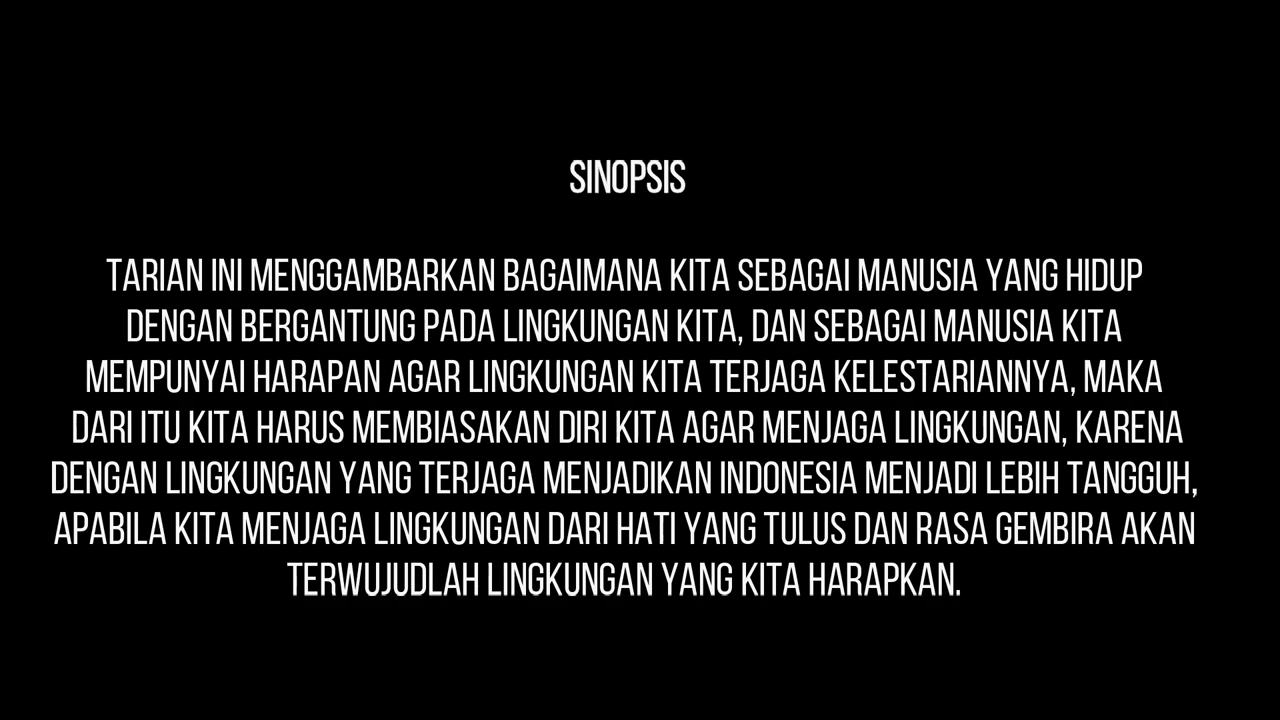 SINOPSIS
TARIAN INI MENGGAMBARKAN BAGAIMANA KITA SEBAGAI MANUSIA YANG HIDUP
DENGAN BERGANTUNG PADA LINGKUNGAN KITA, DAN SEBAGAI MANUSIA KITA
MEMPUNYAI HARAPAN AGAR LINGKUNGAN KITA TERJAGA KELESTARIANNYA, MAKA
DARI ITU KITA HARUS MEMBIASAKAN DIRI KITA AGAR MENJAGA LINGKUNGAN, KARENA
DENGAN LINGKUNGAN YANG TERJAGA MENJADIKAN INDONESIA MENJADI LEBIH TANGGUH,
APABILA KITA MENJAGA LINGKUNGAN DARI HATI YANG TULUS DAN RASA GEMBIRA AKAN
TERWUJUDLAH LINGKUNGAN YANG KITA HARAPKAN.